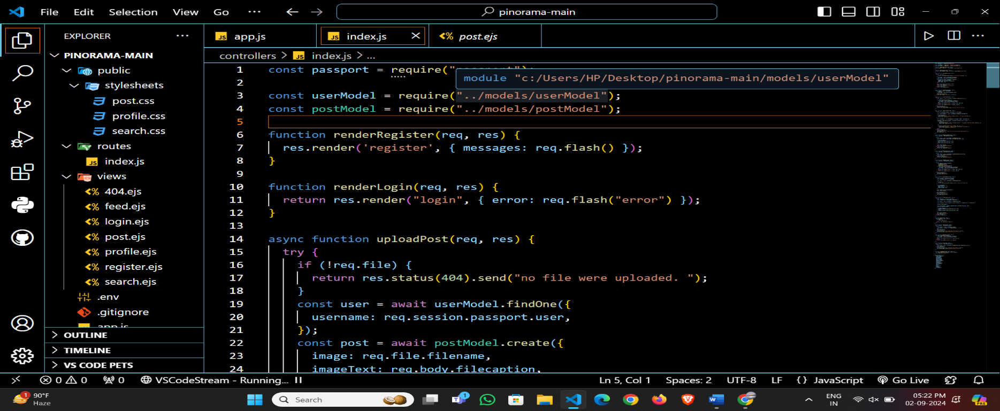 File Edit Selection View Go ··· pinorama-main
EXPLORER ···
app.js index.js post.ejs
PINORAMA-MAIN
public
stylesheets
post.css
profile.css
search.css
routes
index.js
views
404.ejs
feed.ejs
login.ejs
post.ejs
profile.ejs
register.ejs
search.ejs
.env
.gitignore
app.js
OUTLINE
TIMELINE
VS CODE PETS
controllers > JS index.js > ...
1 const passport = require("passport");
module "c:/Users/HP/Desktop/pinorama-main/models/userModel"
2
3 const userModel = require("../models/userModel");
4 const postModel = require("../models/postModel");
5
6 function renderRegister(req, res) {
7 res.render('register', { messages: req.flash() });
8 }
9
10 function renderLogin(req, res) {
11 return res.render("login", { error: req.flash("error") });
12 }
13
14 async function uploadPost(req, res) {
15 try {
16 if (!req.file) {
17 return res.status(404).send("no file were uploaded. ");
18 }
19 const user = await userModel.findOne({
20 username: req.session.passport.user,
21 });
22 const post = await postModel.create({
23 image: req.file.filename,
24 imageText: req.body.filecaption,
0 0 0 VSCodeStream - Running... Ln 5, Col 1 Spaces: 2 UTF-8 LF {} JavaScript Go Live
1 90°F
Haze
Search
1
ENG
IN
05:22 PM
02-09-2024
PRE